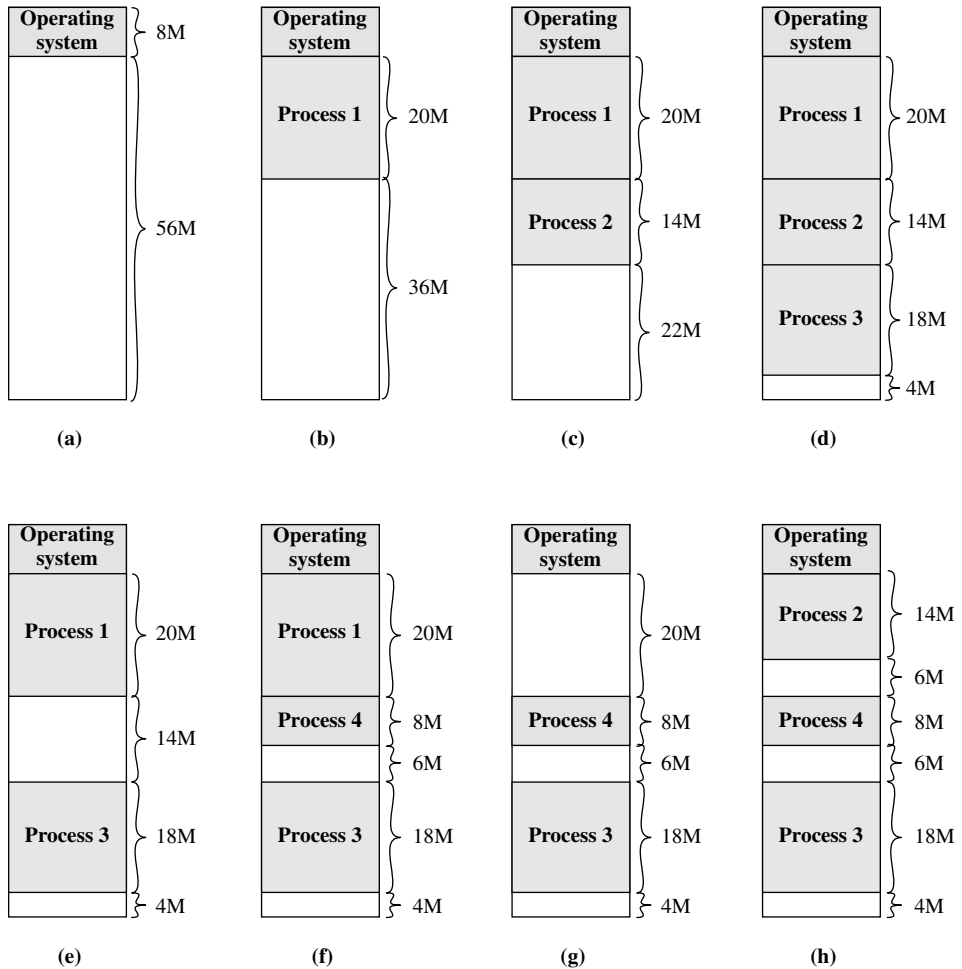 Operating
system
8M
56M
(a)
Operating
system
Process 1
20M
36M
(b)
Operating
system
Process 1
20M
Process 2
14M
22M
(c)
Operating
system
Process 1
20M
Process 2
14M
Process 3
18M
4M
(d)
Operating
system
Process 1
20M
14M
Process 3
18M
4M
(e)
Operating
system
Process 1
20M
Process 4
8M
6M
Process 3
18M
4M
(f)
Operating
system
20M
Process 4
8M
6M
Process 3
18M
4M
(g)
Operating
system
Process 2
14M
6M
Process 4
8M
6M
Process 3
18M
4M
(h)